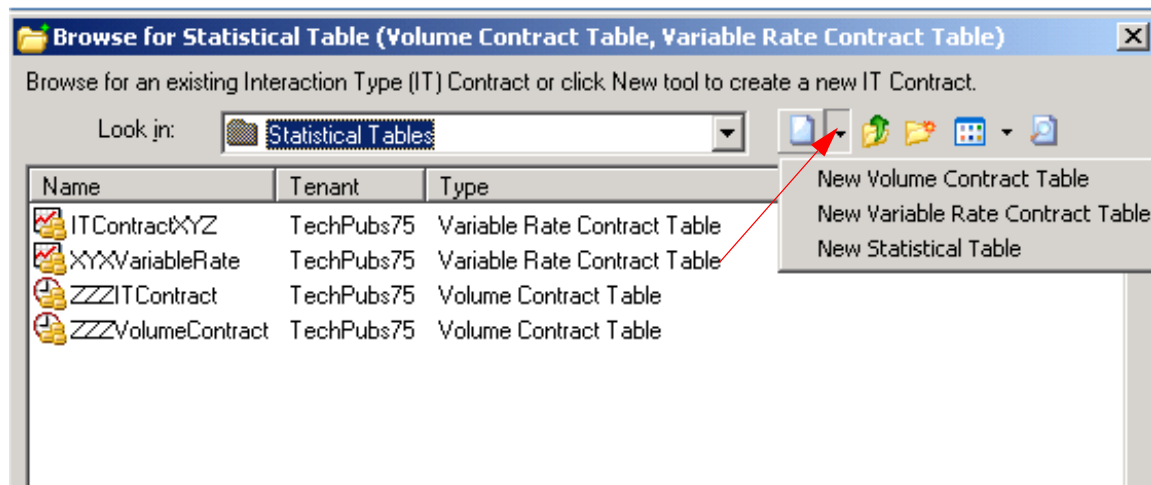 Browse for Statistical Table (Volume Contract Table, Variable Rate Contract Table)
Browse for an existing Interaction Type (IT) Contract or click New tool to create a new IT Contract.
Look in: Statistical Tables
Name Tenant Type
ITContractXYZ TechPubs75 Variable Rate Contract Table
XYXVariableRate TechPubs75 Variable Rate Contract Table
ZZZITContract TechPubs75 Volume Contract Table
ZZZVolumeContract TechPubs75 Volume Contract Table
New Volume Contract Table
New Variable Rate Contract Table
New Statistical Table